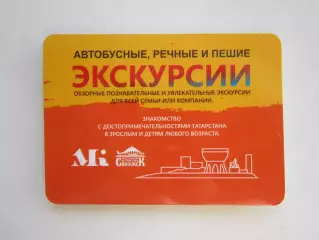 АВТОБУСНЫЕ, РЕЧНЫЕ И ПЕШИЕ
ЭКСКУРСИИ
ОБЗОРНЫЕ ПОЗНАВАТЕЛЬНЫЕ И УВЛЕКАТЕЛЬНЫЕ ЭКСКУРСИИ
ДЛЯ ВСЕЙ СЕМЬИ ИЛИ КОМПАНИИ.
ЗНАКОМСТВО
С ДОСТОПРИМЕЧАТЕЛЬНОСТЯМИ ТАТАРСТАНА
К ВЗРОСЛЫМ И ДЕТЯМ ЛЮБОГО ВОЗРАСТА.
СВИЯЖСК